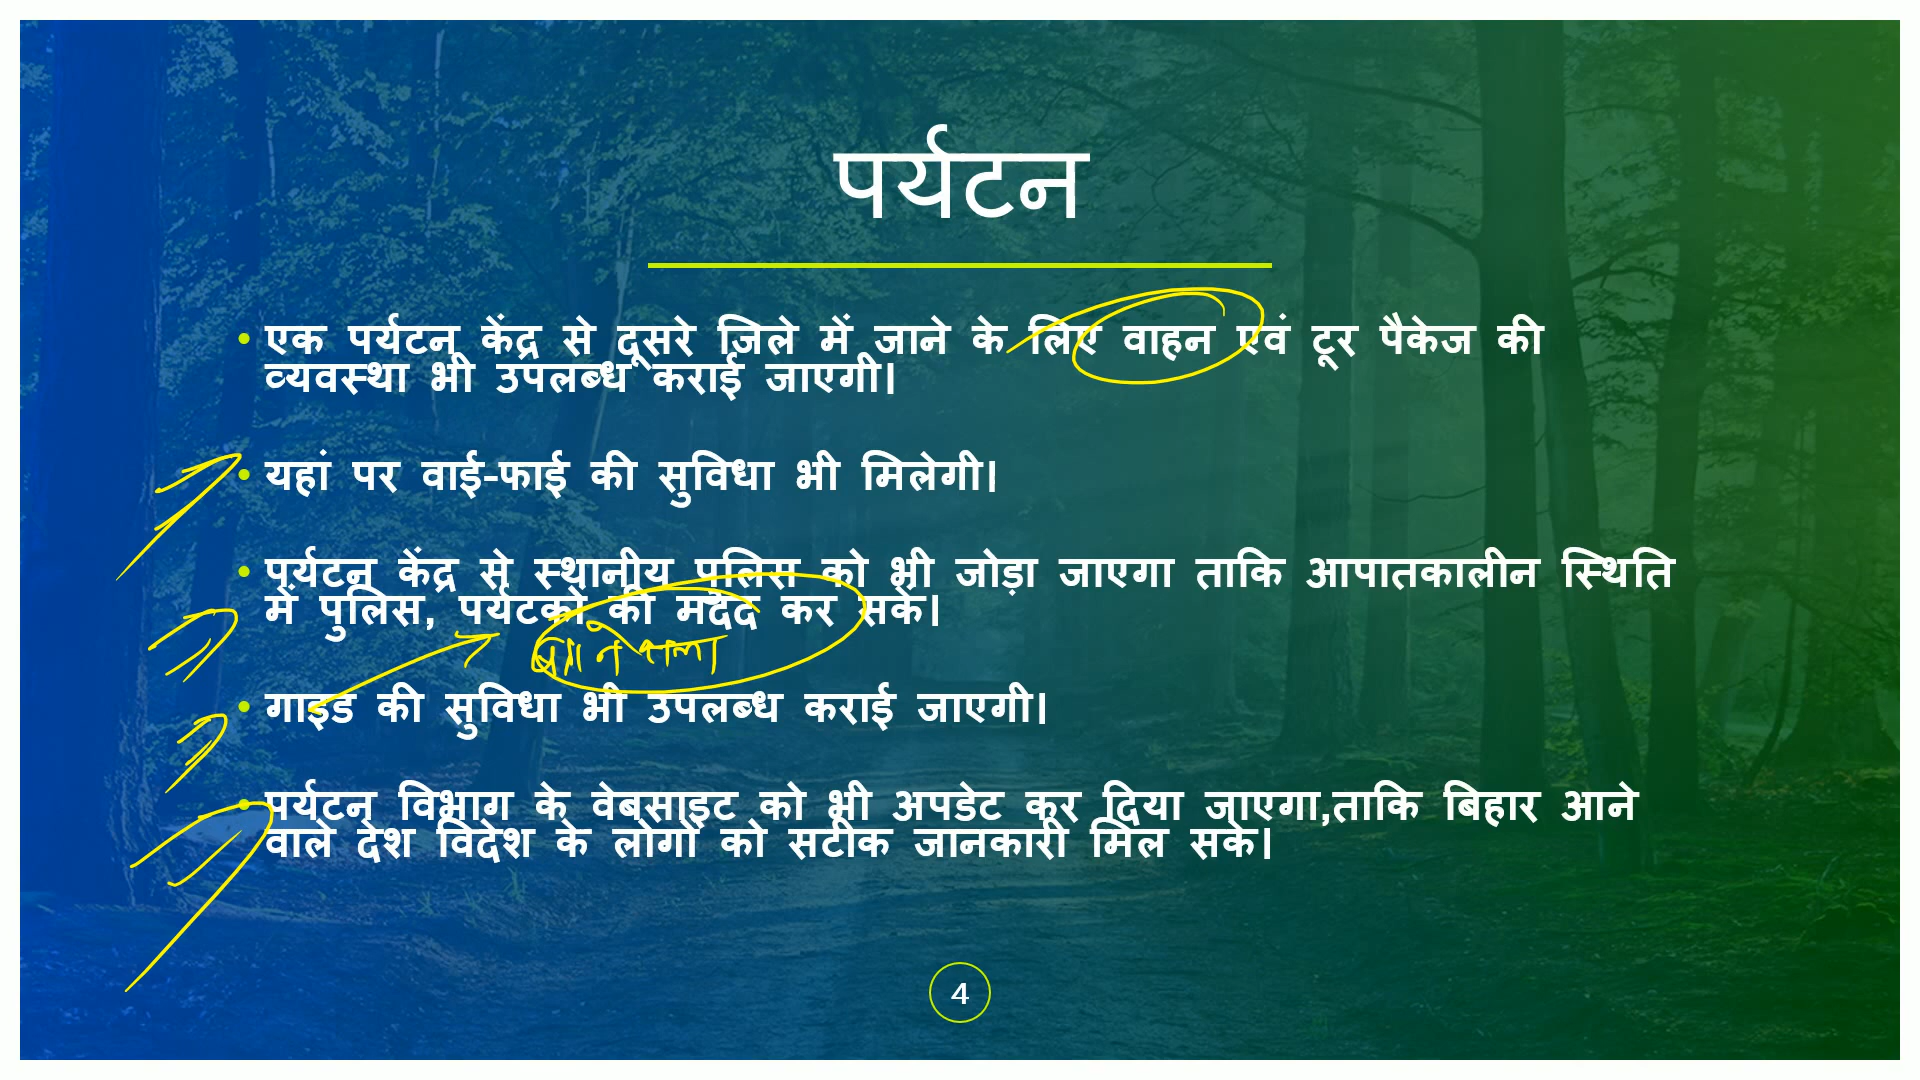 पर्यटन
• एक पर्यटन केंद्र से दूसरे जिले में जाने के लिए वाहन एवं टूर पैकेज की
व्यवस्था भी उपलब्ध कराई जाएगी।
• यहां पर वाई-फाई की सुविधा भी मिलेगी।
• पर्यटन केंद्र से स्थानीय पुलिस को भी जोड़ा जाएगा ताकि आपातकालीन स्थिति
में पुलिस, पर्यटकों की मदद कर सके।
• गाइड की सुविधा भी उपलब्ध कराई जाएगी।
• पर्यटन विभाग के वेबसाइट को भी अपडेट कर दिया जाएगा,ताकि बिहार आने
वाले देश विदेश के लोगों को सटीक जानकारी मिल सके।
4